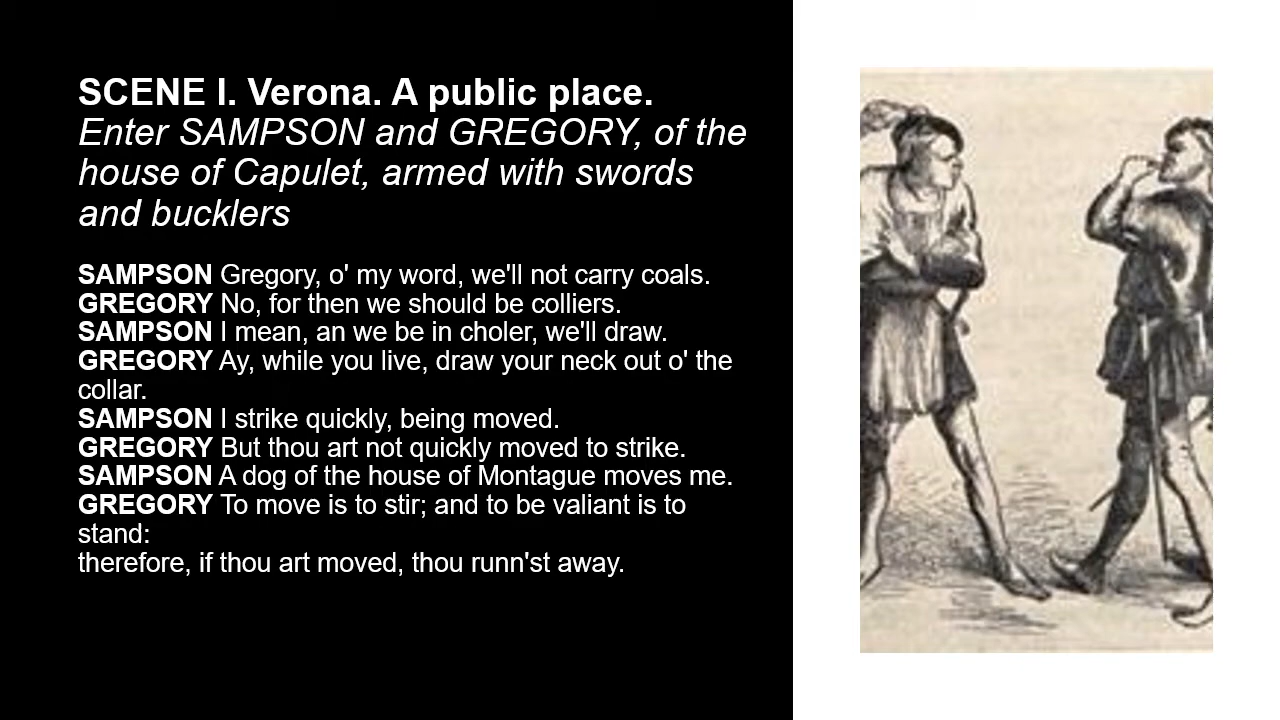 SCENE I. Verona. A public place.
Enter SAMPSON and GREGORY, of the
house of Capulet, armed with swords
and bucklers
SAMPSON Gregory, o' my word, we'll not carry coals.
GREGORY No, for then we should be colliers.
SAMPSON I mean, an we be in choler, we'll draw.
GREGORY Ay, while you live, draw your neck out o' the
collar.
SAMPSON I strike quickly, being moved.
GREGORY But thou art not quickly moved to strike.
SAMPSON A dog of the house of Montague moves me.
GREGORY To move is to stir; and to be valiant is to
stand:
therefore, if thou art moved, thou runn'st away.